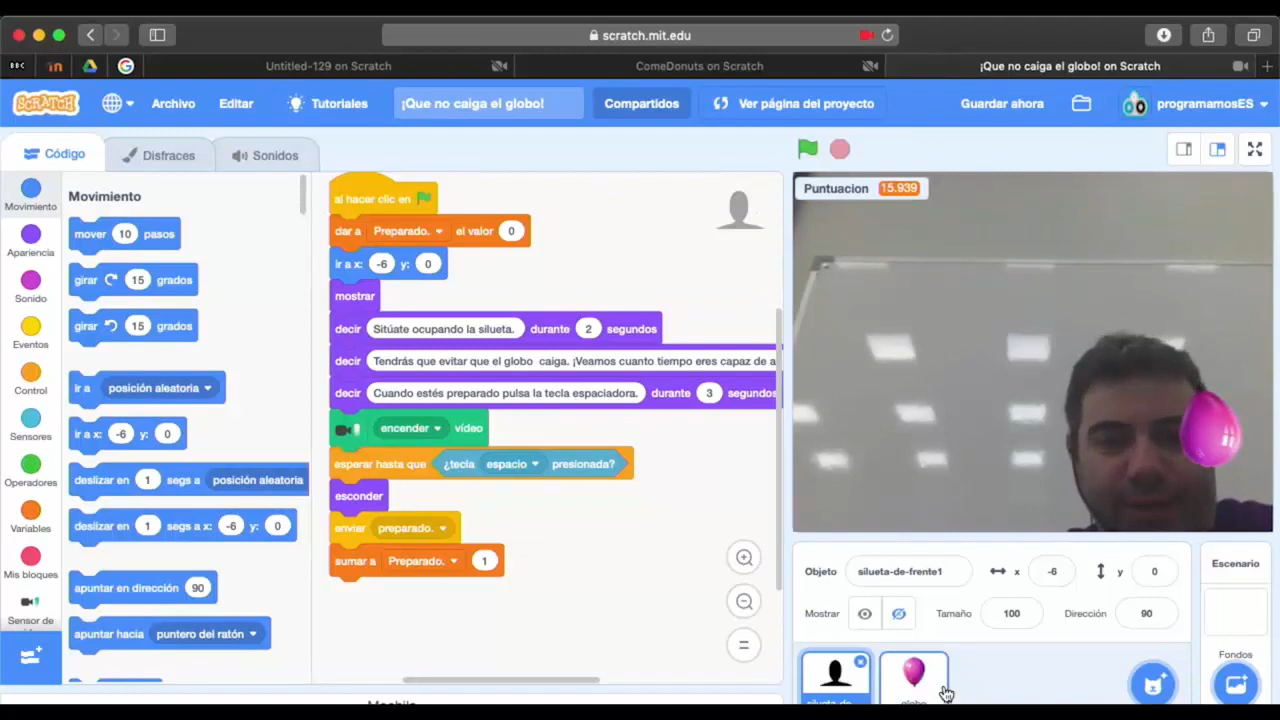 scratch.mit.edu
BBC in G Untitled-129 on Scratch ComeDonuts on Scratch ¡Que no caiga el globo! on Scratch
SCRATCH Archivo Editar Tutoriales ¡Que no caiga el globo! Compartidos Ver página del proyecto Guardar ahora programamosES
Código Disfraces Sonidos
Puntuacion 15.939
Movimiento
Movimiento
Apariencia
Sonido
Eventos
Control
Sensores
Operadores
Variables
Mis bloques
Sensor de
mover 10 pasos
girar 15 grados
girar 15 grados
ir a posición aleatoria
ir a x: -6 y: 0
deslizar en 1 segs a posición aleatoria
deslizar en 1 segs a x: -6 y: 0
apuntar en dirección 90
apuntar hacia puntero del ratón
al hacer clic en
dar a Preparado. el valor 0
ir a x: -6 y: 0
mostrar
decir Sitúate ocupando la silueta. durante 2 segundos
decir Tendrás que evitar que el globo caiga. ¡Veamos cuanto tiempo eres capaz de a
decir Cuando estés preparado pulsa la tecla espaciadora. durante 3 segundos
encender vídeo
esperar hasta que ¿tecla espacio presionada?
esconder
enviar preparado.
sumar a Preparado. 1
Objeto silueta-de-frente1 x -6 y 0
Mostrar Tamaño 100 Dirección 90
Escenario
Fondos
silueta-de-
globo
Mochila